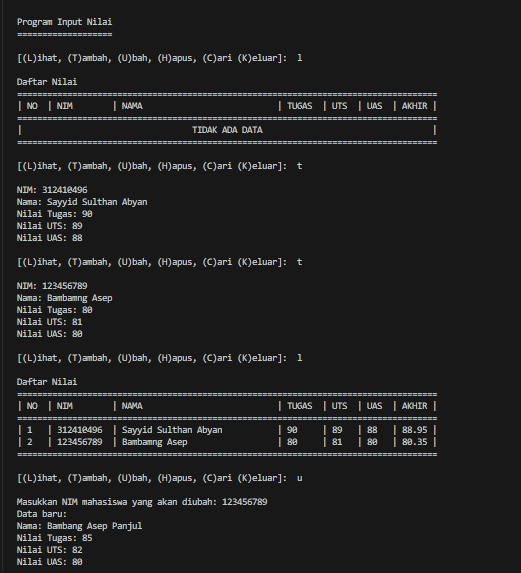 Program Input Nilai
===================
[(L)ihat, (T)ambah, (U)bah, (H)apus, (C)ari (K)eluar]:  l
Daftar Nilai
====================================================================================
| NO  | NIM        | NAMA                           | TUGAS  | UTS  | UAS  | AKHIR |
====================================================================================
|                                  TIDAK ADA DATA                                  |
====================================================================================
[(L)ihat, (T)ambah, (U)bah, (H)apus, (C)ari (K)eluar]:  t
NIM: 312410496
Nama: Sayyid Sulthan Abyan
Nilai Tugas: 90
Nilai UTS: 89
Nilai UAS: 88
[(L)ihat, (T)ambah, (U)bah, (H)apus, (C)ari (K)eluar]:  t
NIM: 123456789
Nama: Bambamng Asep
Nilai Tugas: 80
Nilai UTS: 81
Nilai UAS: 80
[(L)ihat, (T)ambah, (U)bah, (H)apus, (C)ari (K)eluar]:  l
Daftar Nilai
====================================================================================
| NO  | NIM        | NAMA                           | TUGAS  | UTS  | UAS  | AKHIR |
====================================================================================
| 1   | 312410496  | Sayyid Sulthan Abyan           | 90     | 89   | 88   | 88.95 |
| 2   | 123456789  | Bambamng Asep                  | 80     | 81   | 80   | 80.35 |
====================================================================================
[(L)ihat, (T)ambah, (U)bah, (H)apus, (C)ari (K)eluar]:  u
Masukkan NIM mahasiswa yang akan diubah: 123456789
Data baru:
Nama: Bambang Asep Panjul
Nilai Tugas: 85
Nilai UTS: 82
Nilai UAS: 80